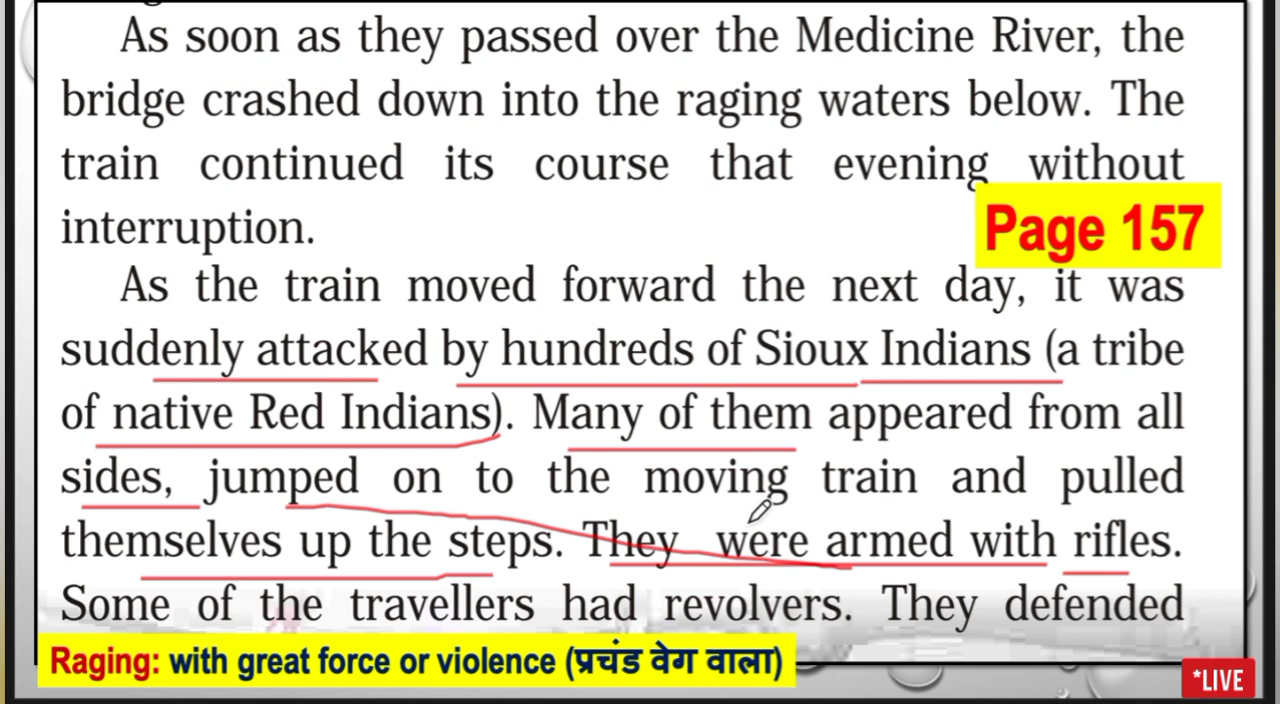 As soon as they passed over the Medicine River, the
bridge crashed down into the raging waters below. The
train continued its course that evening without
interruption.
Page 157
As the train moved forward the next day, it was
suddenly attacked by hundreds of Sioux Indians (a tribe
of native Red Indians). Many of them appeared from all
sides, jumped on to the moving train and pulled
themselves up the steps. They were armed with rifles.
Some of the travellers had revolvers. They defended
Raging: with great force or violence (प्रचंड वेग वाला)
*LIVE